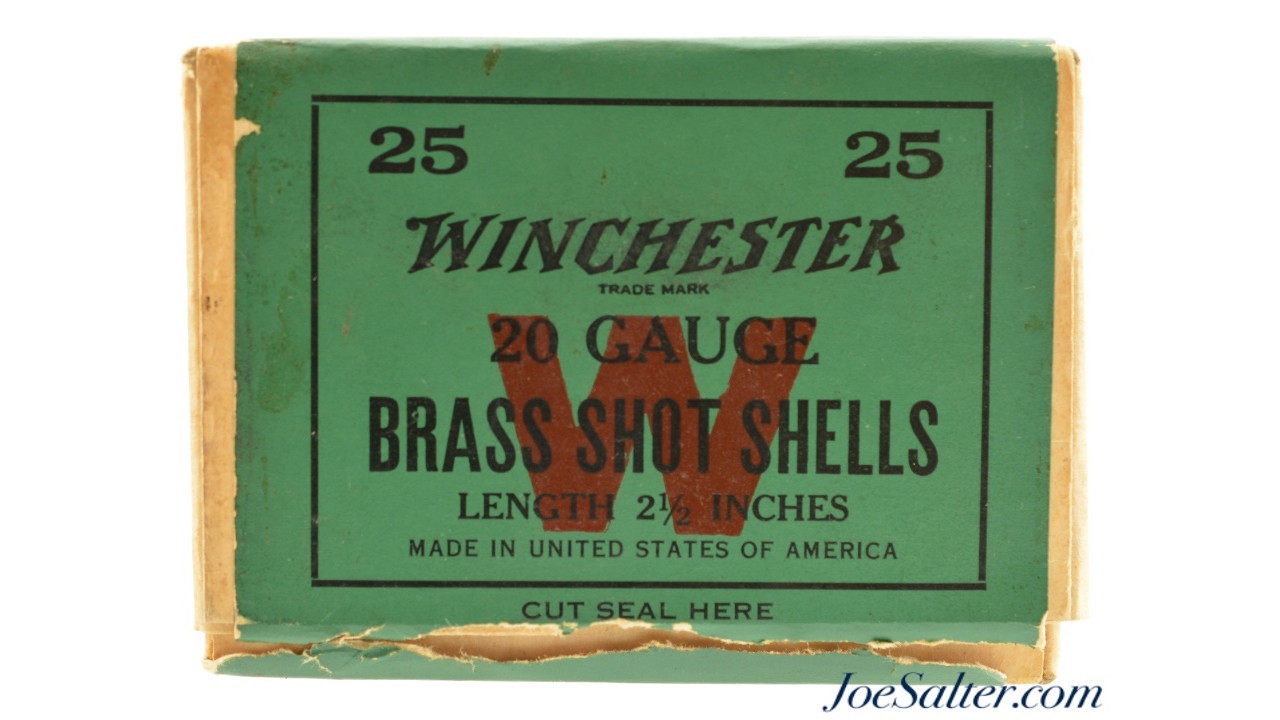 25 25
WINCHESTER
TRADE MARK
W
20 GAUGE
BRASS SHOT SHELLS
LENGTH 2½ INCHES
MADE IN UNITED STATES OF AMERICA
CUT SEAL HERE
JoeSalter.com